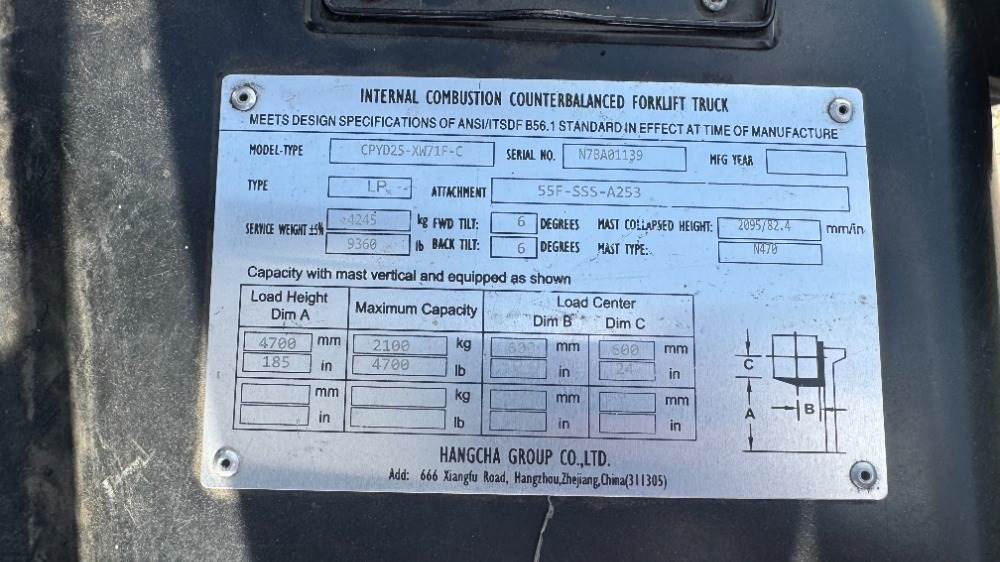 INTERNAL COMBUSTION COUNTERBALANCED FORKLIFT TRUCK
MEETS DESIGN SPECIFICATIONS OF ANSI/ITSDF B56.1 STANDARD IN EFFECT AT TIME OF MANUFACTURE
MODEL-TYPE CPYD25-XW71F-C SERIAL NO. N7BA01139 MFG YEAR
TYPE LP ATTACHMENT 55F-SSS-A253
SERVICE WEIGHT ±5% 4245 kg FWD TILT: 6 DEGREES MAST COLLAPSED HEIGHT: 2095/82.4 mm/in
9360 lb BACK TILT: 6 DEGREES MAST TYPE: N470
Capacity with mast vertical and equipped as shown
Load Height Maximum Capacity Load Center
Dim A Dim B Dim C
4700 mm 2100 kg 600 mm 600 mm
185 in 4700 lb in 24 in
mm kg mm mm
in lb in in
C
A
B
HANGCHA GROUP CO.,LTD.
Add: 666 Xiangfu Road, Hangzhou,Zhejiang,China(311305)